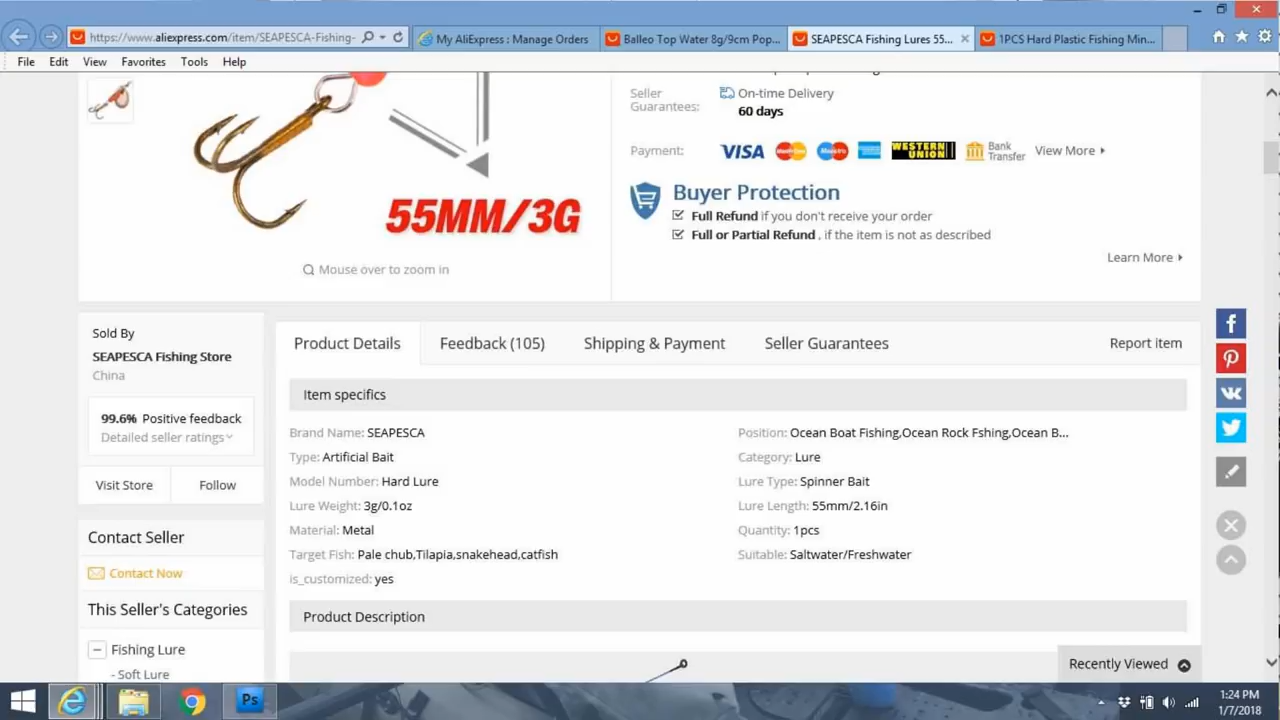 https://www.aliexpress.com/item/SEAPESCA-Fishing-
My AliExpress : Manage Orders
Balleo Top Water 8g/9cm Pop...
SEAPESCA Fishing Lures 55...
1PCS Hard Plastic Fishing Min...
File Edit View Favorites Tools Help
Seller Guarantees:
On-time Delivery
60 days
Payment:
VISA
Maestro
WESTERN UNION
Bank Transfer
View More
Buyer Protection
Full Refund if you don't receive your order
Full or Partial Refund , if the item is not as described
Learn More
55MM/3G
Mouse over to zoom in
Sold By
SEAPESCA Fishing Store
China
99.6% Positive feedback
Detailed seller ratings
Visit Store
Follow
Contact Seller
Contact Now
This Seller's Categories
Fishing Lure
- Soft Lure
Product Details
Feedback (105)
Shipping & Payment
Seller Guarantees
Report item
Item specifics
Brand Name: SEAPESCA
Position: Ocean Boat Fishing,Ocean Rock Fshing,Ocean B...
Type: Artificial Bait
Category: Lure
Model Number: Hard Lure
Lure Type: Spinner Bait
Lure Weight: 3g/0.1oz
Lure Length: 55mm/2.16in
Material: Metal
Quantity: 1pcs
Target Fish: Pale chub,Tilapia,snakehead,catfish
Suitable: Saltwater/Freshwater
is_customized: yes
Product Description
Recently Viewed
Ps
1:24 PM
1/7/2018